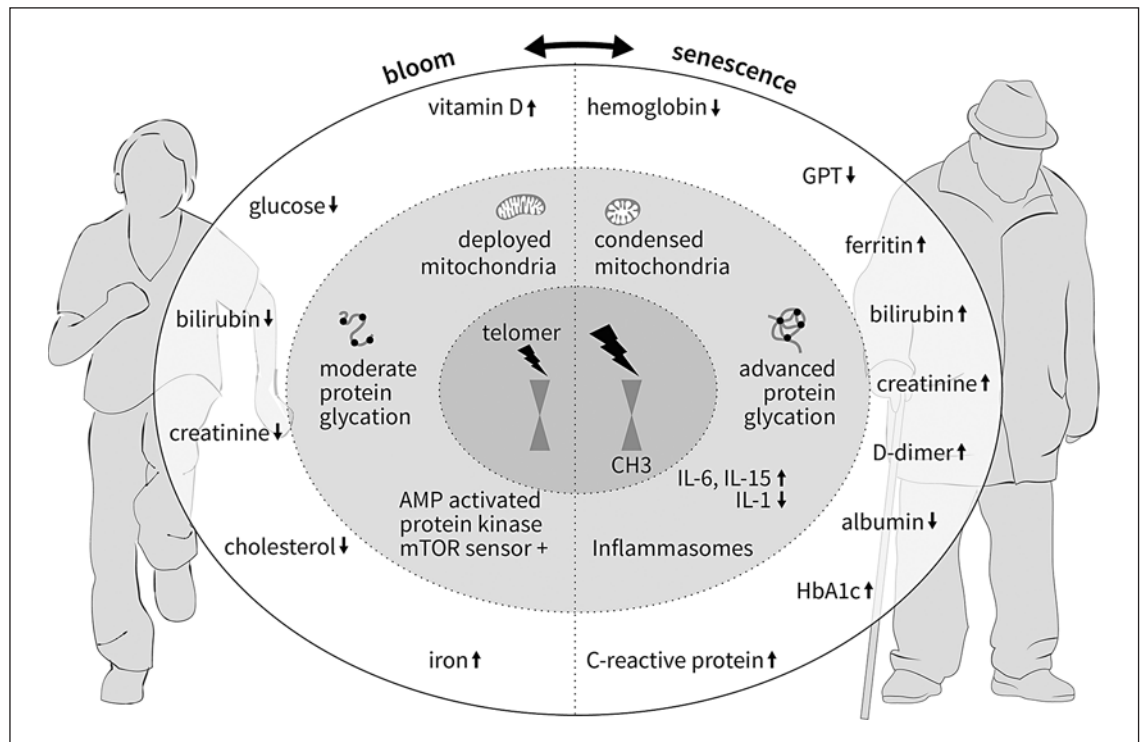 bloom
senescence
vitamin D↑
hemoglobin↓
GPT↓
glucose↓
deployed
mitochondria
condensed
mitochondria
ferritin↑
bilirubin↓
telomer
bilirubin↑
moderate
protein
glycation
advanced
protein
glycation
creatinine↑
creatinine↓
CH3
D-dimer↑
IL-6, IL-15↑
IL-1↓
AMP activated
protein kinase
mTOR sensor +
albumin↓
cholesterol↓
Inflammasomes
HbA1c↑
iron↑
C-reactive protein↑